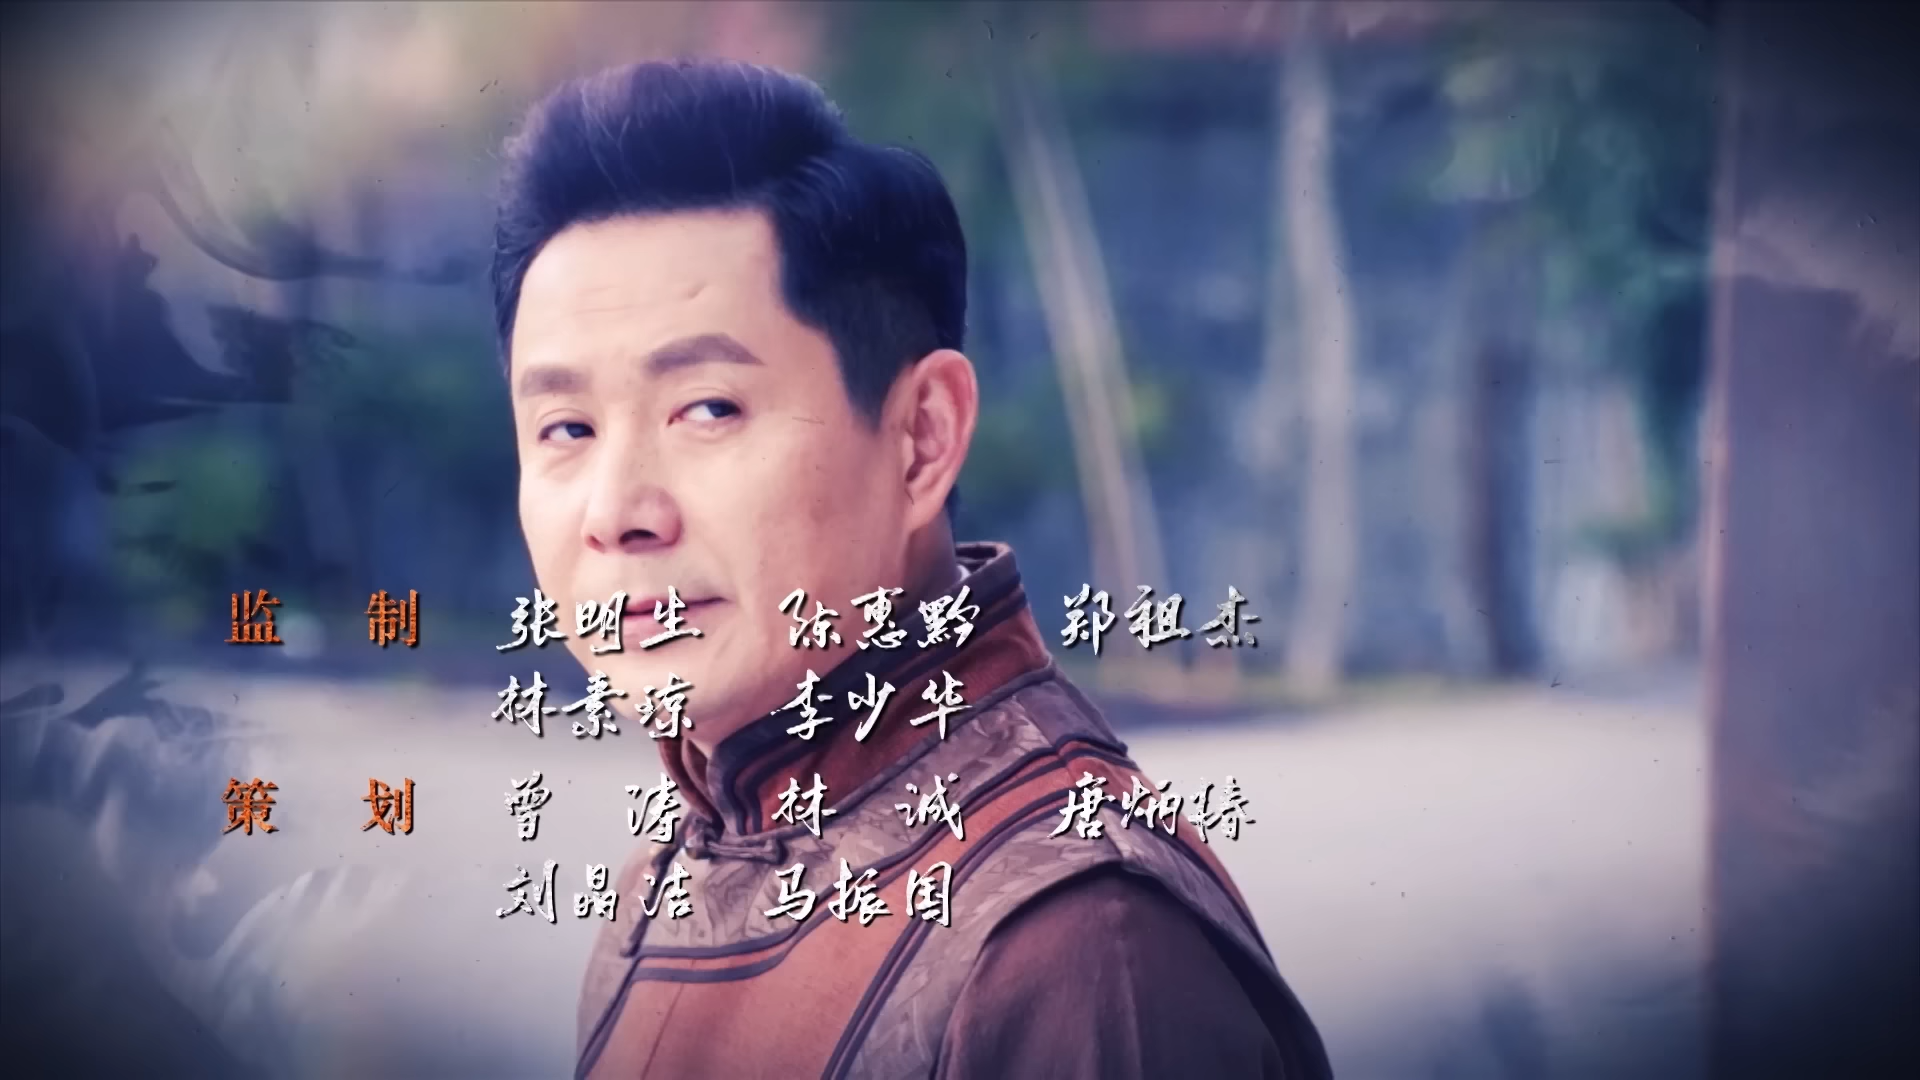 监 制 张明生 陈惠黔 郑祖杰
林素琼 李少华
策 划 曾 涛 林 诚 唐炳椿
刘晶洁 马振国